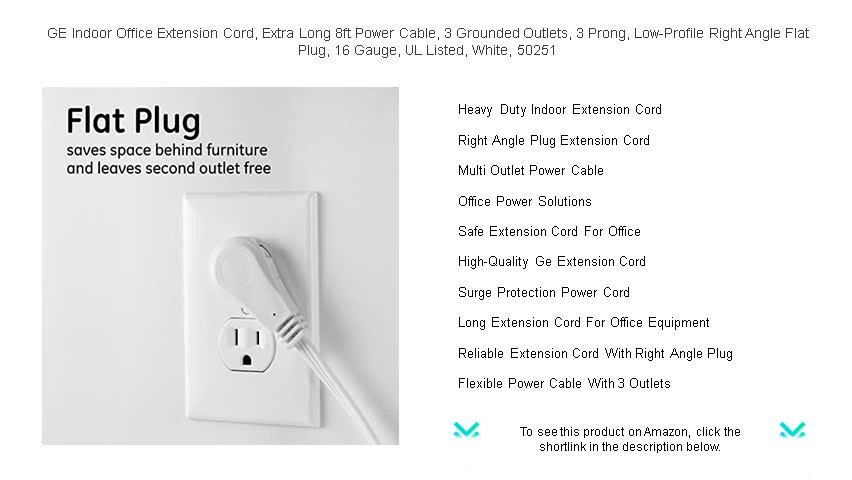 GE Indoor Office Extension Cord, Extra Long 8ft Power Cable, 3 Grounded Outlets, 3 Prong, Low-Profile Right Angle Flat
Plug, 16 Gauge, UL Listed, White, 50251
Flat Plug
saves space behind furniture
and leaves second outlet free
Heavy Duty Indoor Extension Cord
Right Angle Plug Extension Cord
Multi Outlet Power Cable
Office Power Solutions
Safe Extension Cord For Office
High-Quality Ge Extension Cord
Surge Protection Power Cord
Long Extension Cord For Office Equipment
Reliable Extension Cord With Right Angle Plug
Flexible Power Cable With 3 Outlets
To see this product on Amazon, click the
shortlink in the description below.